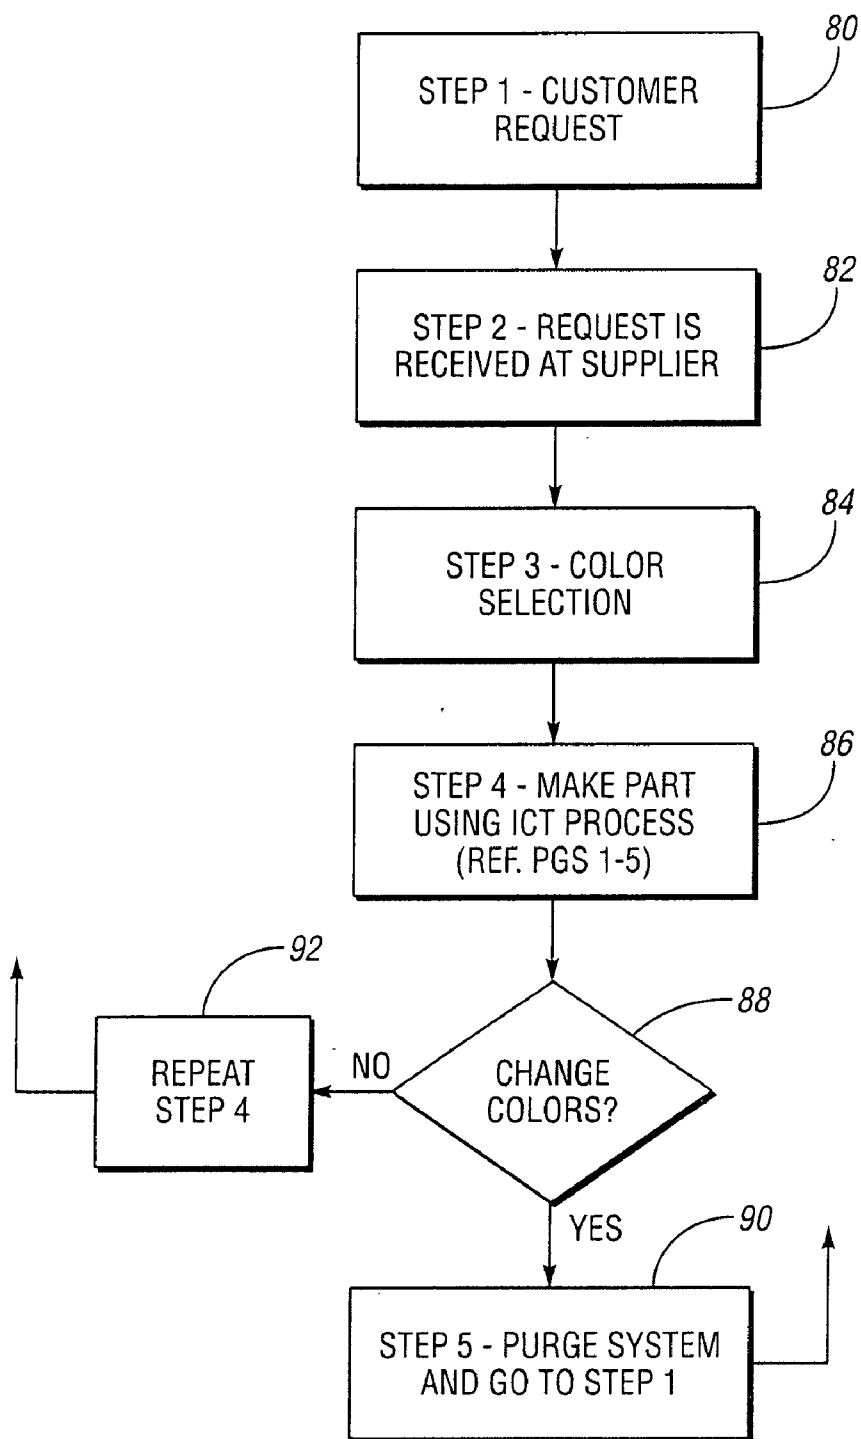 80
STEP 1 - CUSTOMER
REQUEST
82
STEP 2 - REQUEST IS
RECEIVED AT SUPPLIER
84
STEP 3 - COLOR
SELECTION
86
STEP 4 - MAKE PART
USING ICT PROCESS
(REF. PGS 1-5)
92
88
REPEAT
STEP 4
NO
CHANGE
COLORS?
YES
90
STEP 5 - PURGE SYSTEM
AND GO TO STEP 1